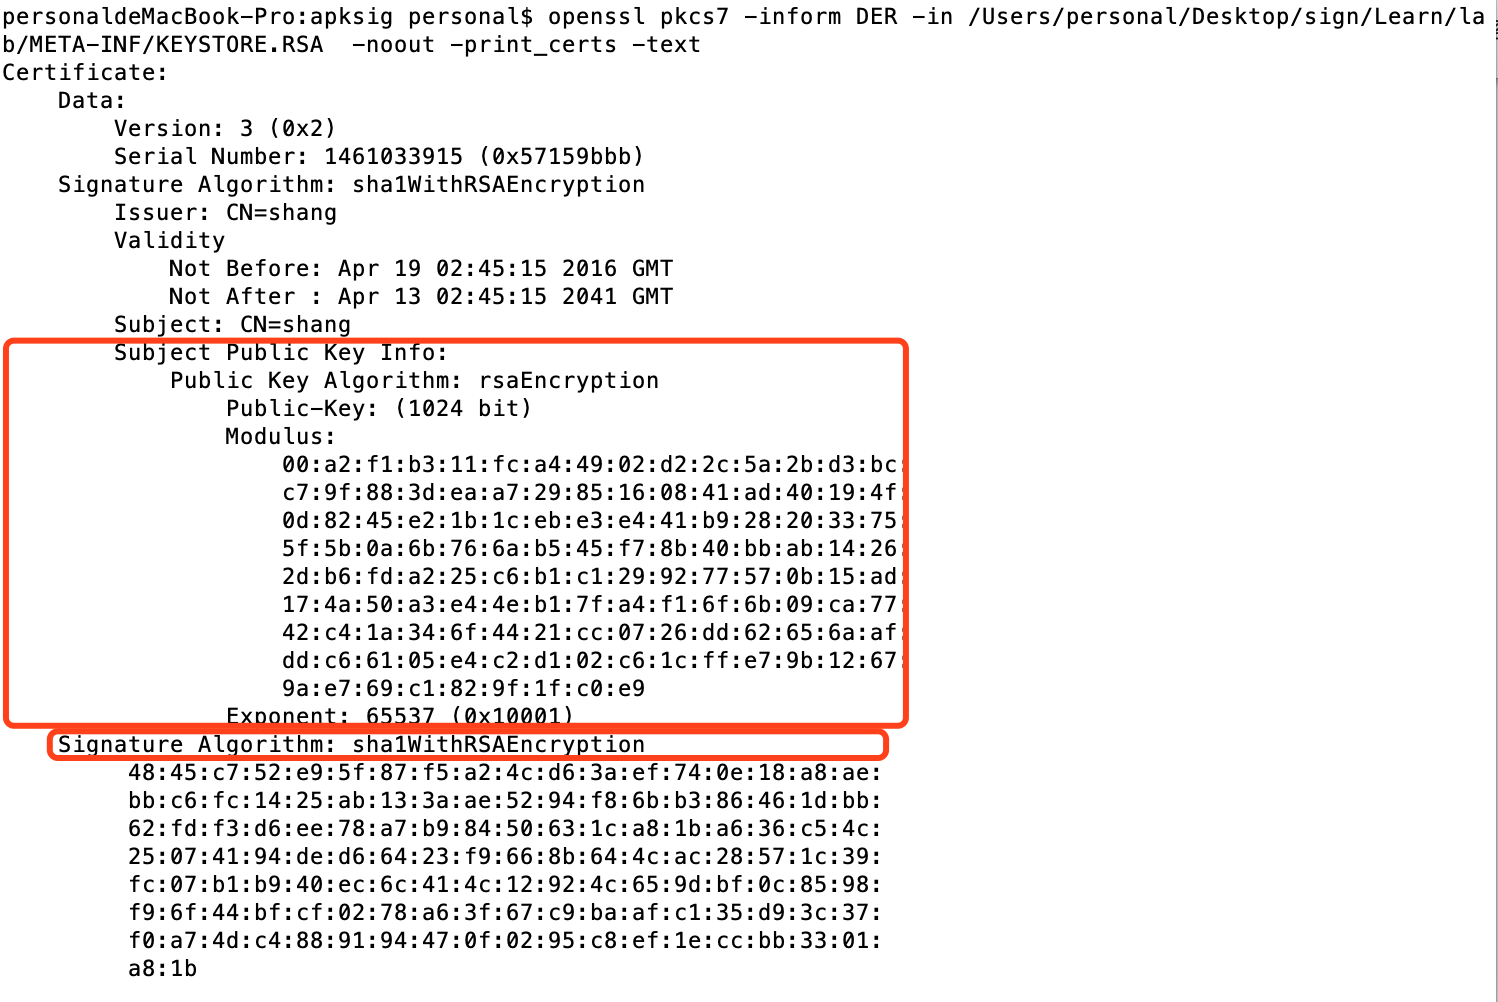 personaldeMacBook-Pro:apksig personal$ openssl pkcs7 -inform DER -in /Users/personal/Desktop/sign/Learn/la
b/META-INF/KEYSTORE.RSA  -noout -print_certs -text
Certificate:
    Data:
        Version: 3 (0x2)
        Serial Number: 1461033915 (0x57159bbb)
    Signature Algorithm: sha1WithRSAEncryption
        Issuer: CN=shang
        Validity
            Not Before: Apr 19 02:45:15 2016 GMT
            Not After : Apr 13 02:45:15 2041 GMT
        Subject: CN=shang
        Subject Public Key Info:
            Public Key Algorithm: rsaEncryption
                Public-Key: (1024 bit)
                Modulus:
                    00:a2:f1:b3:11:fc:a4:49:02:d2:2c:5a:2b:d3:bc:
                    c7:9f:88:3d:ea:a7:29:85:16:08:41:ad:40:19:4f:
                    0d:82:45:e2:1b:1c:eb:e3:e4:41:b9:28:20:33:75:
                    5f:5b:0a:6b:76:6a:b5:45:f7:8b:40:bb:ab:14:26:
                    2d:b6:fd:a2:25:c6:b1:c1:29:92:77:57:0b:15:ad:
                    17:4a:50:a3:e4:4e:b1:7f:a4:f1:6f:6b:09:ca:77:
                    42:c4:1a:34:6f:44:21:cc:07:26:dd:62:65:6a:af:
                    dd:c6:61:05:e4:c2:d1:02:c6:1c:ff:e7:9b:12:67:
                    9a:e7:69:c1:82:9f:1f:c0:e9
                Exponent: 65537 (0x10001)
    Signature Algorithm: sha1WithRSAEncryption
         48:45:c7:52:e9:5f:87:f5:a2:4c:d6:3a:ef:74:0e:18:a8:ae:
         bb:c6:fc:14:25:ab:13:3a:ae:52:94:f8:6b:b3:86:46:1d:bb:
         62:fd:f3:d6:ee:78:a7:b9:84:50:63:1c:a8:1b:a6:36:c5:4c:
         25:07:41:94:de:d6:64:23:f9:66:8b:64:4c:ac:28:57:1c:39:
         fc:07:b1:b9:40:ec:6c:41:4c:12:92:4c:65:9d:bf:0c:85:98:
         f9:6f:44:bf:cf:02:78:a6:3f:67:c9:ba:af:c1:35:d9:3c:37:
         f0:a7:4d:c4:88:91:94:47:0f:02:95:c8:ef:1e:cc:bb:33:01:
         a8:1b